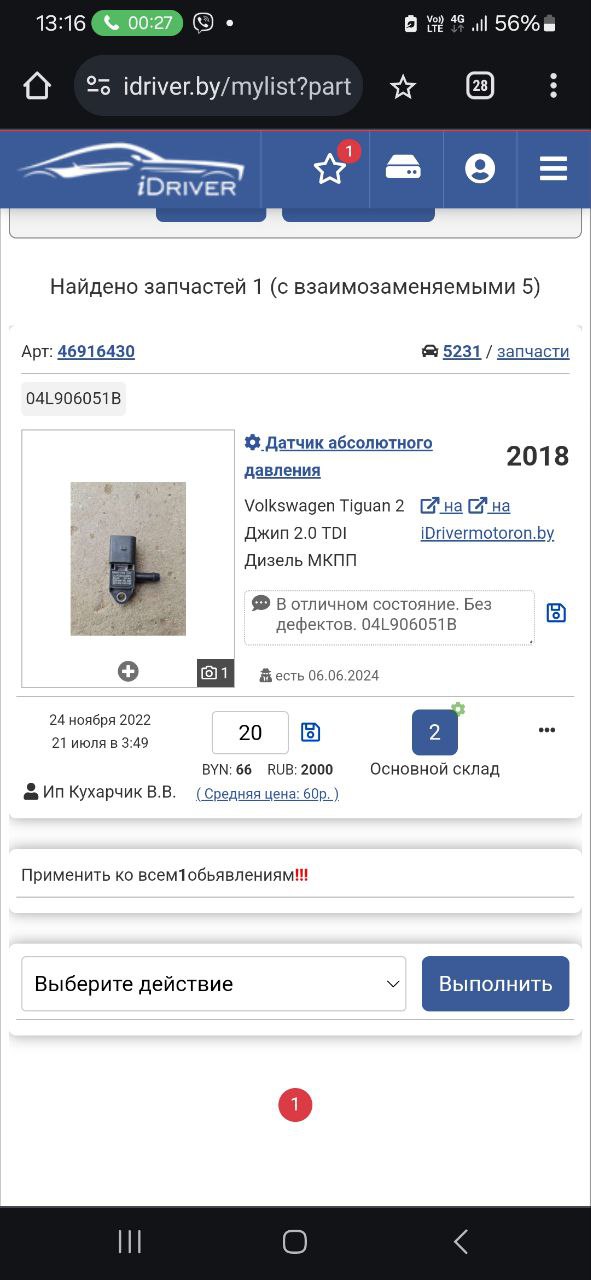 13:16 00:27 Vo)) LTE 4G 56%
idriver.by/mylist?part 28
iDRIVER 1
Найдено запчастей 1 (с взаимозаменяемыми 5)
Арт: 46916430 5231 / запчасти
04L906051B
Датчик абсолютного
давления
2018
Volkswagen Tiguan 2
Джип 2.0 TDI
Дизель МКПП
на на
iDrivermotoron.by
В отличном состояние. Без
дефектов. 04L906051B
1
есть 06.06.2024
24 ноября 2022
21 июля в 3:49
Ип Кухарчик В.В.
20
BYN: 66 RUB: 2000
( Средняя цена: 60р. )
2
Основной склад
Применить ко всем1обьявлениям!!!
Выберите действие Выполнить
1